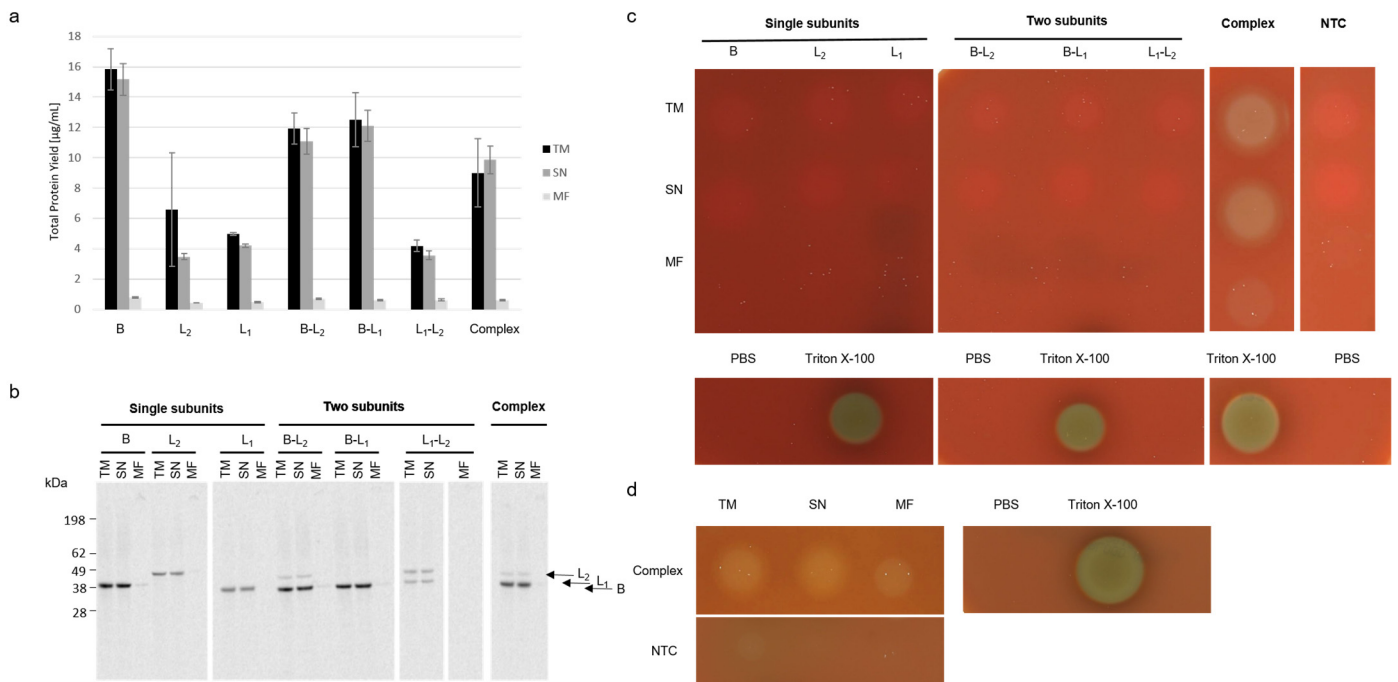 a
Total Protein Yield [µg/mL]
18
16
14
12
10
8
6
4
2
0
B L₂ L₁ B-L₂ B-L₁ L₁-L₂ Complex
TM
SN
MF
b
Single subunits Two subunits Complex
B L₂ L₁ B-L₂ B-L₁ L₁-L₂
TM SN MF TM SN MF TM SN MF TM SN MF TM SN MF TM SN MF TM SN MF
kDa
198
62
49
38
28
L₂
L₁
B
c
Single subunits Two subunits Complex NTC
B L₂ L₁ B-L₂ B-L₁ L₁-L₂
TM
SN
MF
PBS Triton X-100 PBS Triton X-100 Triton X-100 PBS
d
TM SN MF PBS Triton X-100
Complex
NTC